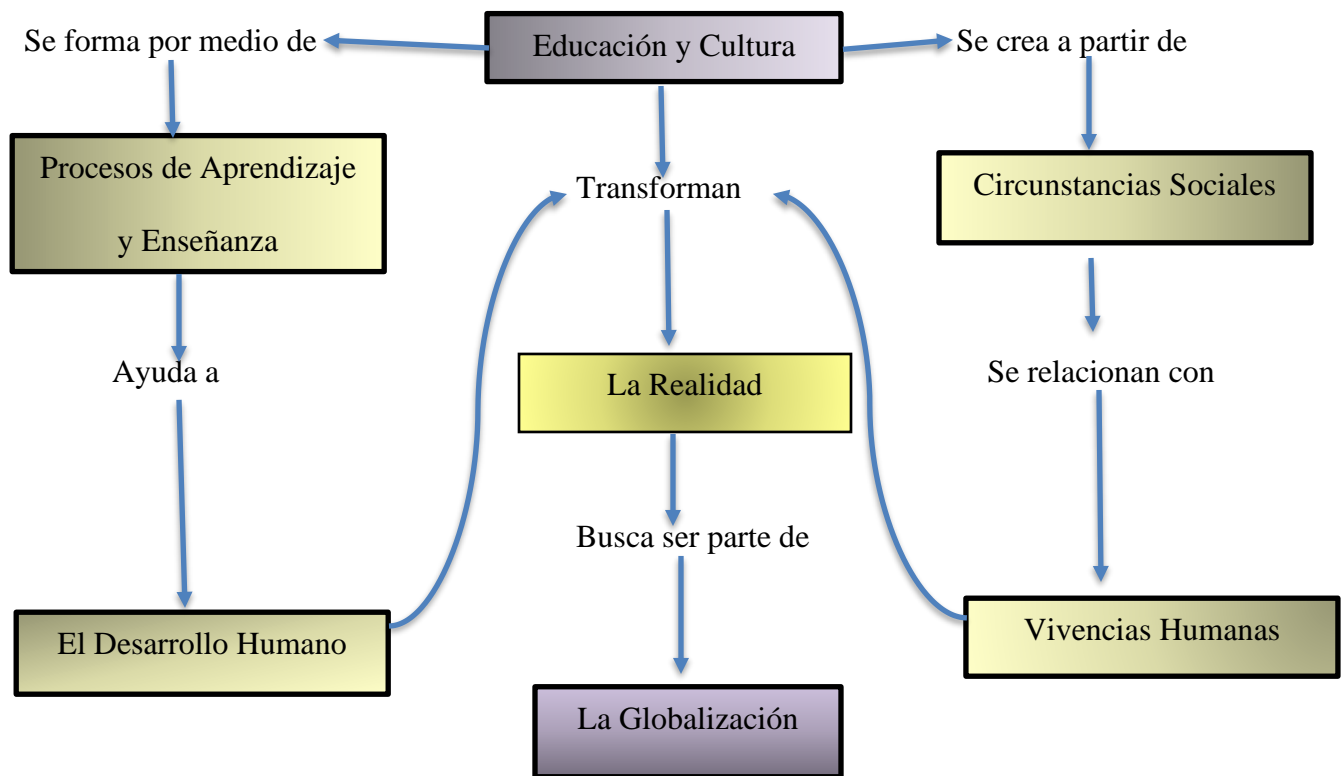 Se forma por medio de
Educación y Cultura
Se crea a partir de
Procesos de Aprendizaje
y Enseñanza
Transforman
Circunstancias Sociales
Ayuda a
La Realidad
Se relacionan con
Busca ser parte de
El Desarrollo Humano
Vivencias Humanas
La Globalización